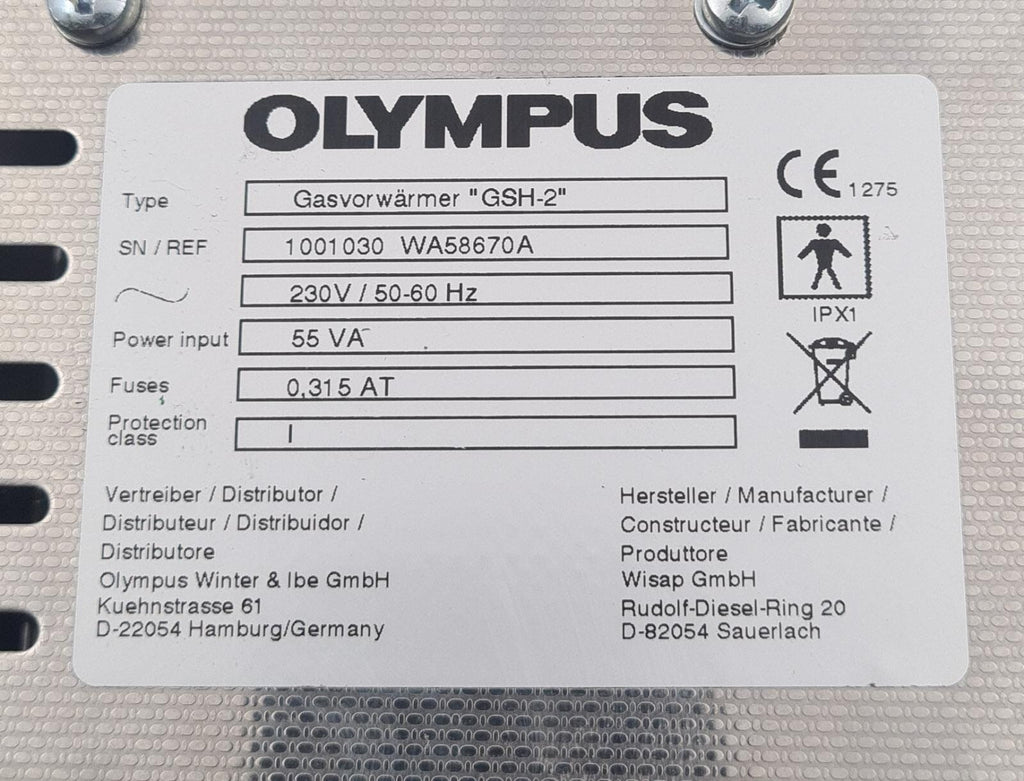 OLYMPUS
Type Gasvorwärmer "GSH-2"
SN / REF 1001030 WA58670A
230V / 50-60 Hz
Power input 55 VA
Fuses 0,315 AT
Protection
class I
CE 1275
IPX1
Vertreiber / Distributor /
Distributeur / Distribuidor /
Distributore
Olympus Winter & Ibe GmbH
Kuehnstrasse 61
D-22054 Hamburg/Germany
Hersteller / Manufacturer /
Constructeur / Fabricante /
Produttore
Wisap GmbH
Rudolf-Diesel-Ring 20
D-82054 Sauerlach